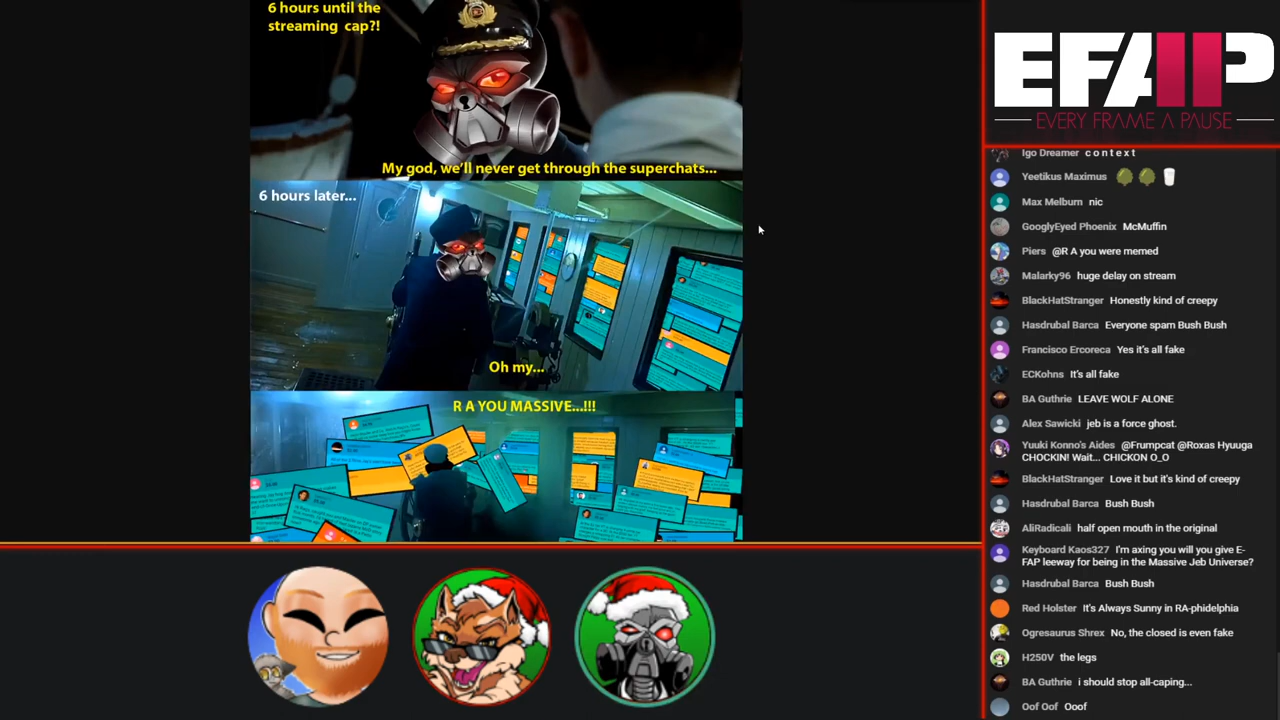 6 hours until the
streaming cap?!
My god, we'll never get through the superchats...
6 hours later...
Oh my...
R A YOU MASSIVE...!!!
EFAP
EVERY FRAME A PAUSE
Igo Dreamer c o n t e x t
Yeetikus Maximus
Max Melburn nic
GooglyEyed Phoenix McMuffin
Piers @R A you were memed
Malarky96 huge delay on stream
BlackHatStranger Honestly kind of creepy
Hasdrubal Barca Everyone spam Bush Bush
Francisco Ercoreca Yes it's all fake
ECKohns It's all fake
BA Guthrie LEAVE WOLF ALONE
Alex Sawicki jeb is a force ghost.
Yuuki Konno's Aides @Frumpcat @Roxas Hyuuga
CHOCKIN! Wait... CHICKON O_O
BlackHatStranger Love it but it's kind of creepy
Hasdrubal Barca Bush Bush
AliRadicali half open mouth in the original
Keyboard Kaos327 I'm axing you will you give E-
FAP leeway for being in the Massive Jeb Universe?
Hasdrubal Barca Bush Bush
Red Holster It's Always Sunny in RA-phidelphia
Ogresaurus Shrex No, the closed is even fake
H250V the legs
BA Guthrie i should stop all-caping...
Oof Oof Ooof